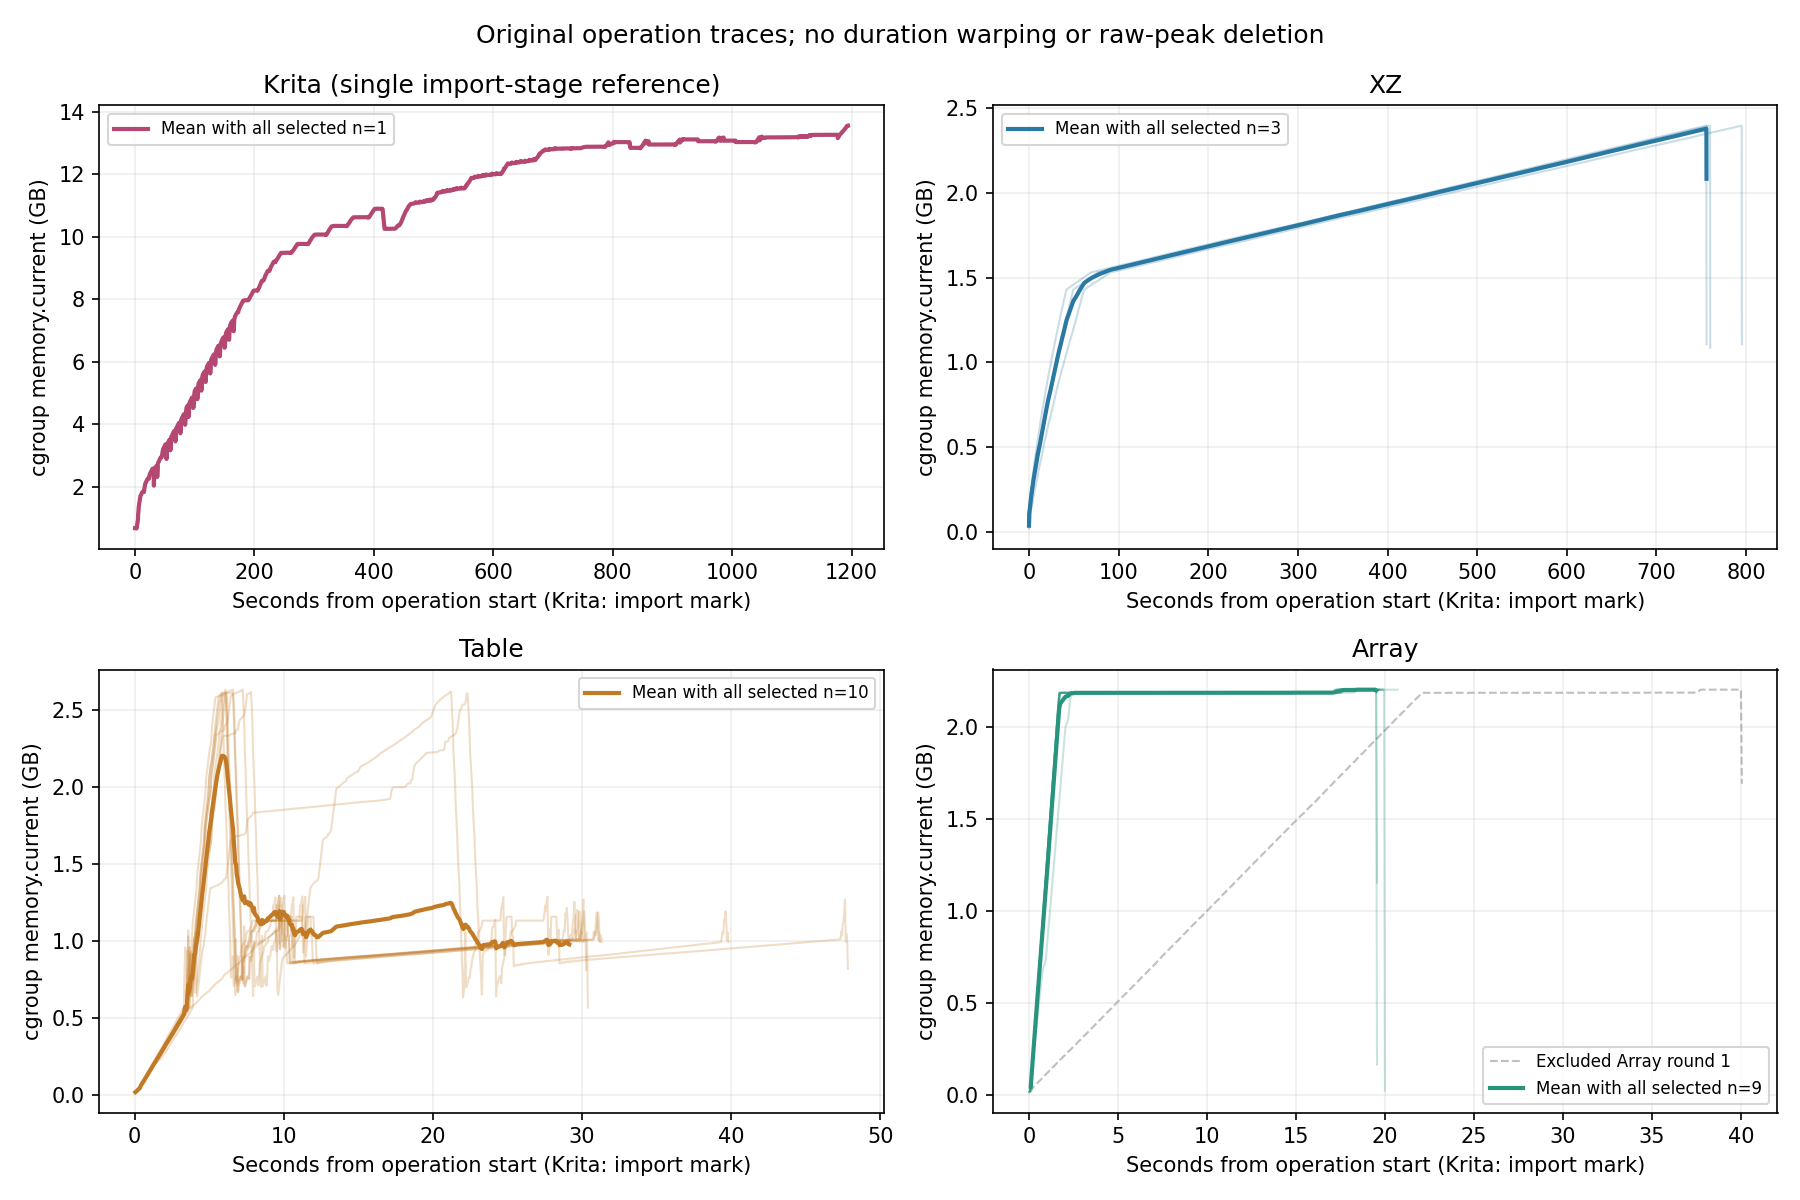 Original operation traces; no duration warping or raw-peak deletion
Krita (single import-stage reference)
Mean with all selected n=1
cgroup memory.current (GB)
14
12
10
8
6
4
2
0 200 400 600 800 1000 1200
Seconds from operation start (Krita: import mark)
XZ
Mean with all selected n=3
cgroup memory.current (GB)
2.5
2.0
1.5
1.0
0.5
0.0
0 100 200 300 400 500 600 700 800
Seconds from operation start (Krita: import mark)
Table
Mean with all selected n=10
cgroup memory.current (GB)
2.5
2.0
1.5
1.0
0.5
0.0
0 10 20 30 40 50
Seconds from operation start (Krita: import mark)
Array
cgroup memory.current (GB)
2.0
1.5
1.0
0.5
0.0
Excluded Array round 1
Mean with all selected n=9
0 5 10 15 20 25 30 35 40
Seconds from operation start (Krita: import mark)